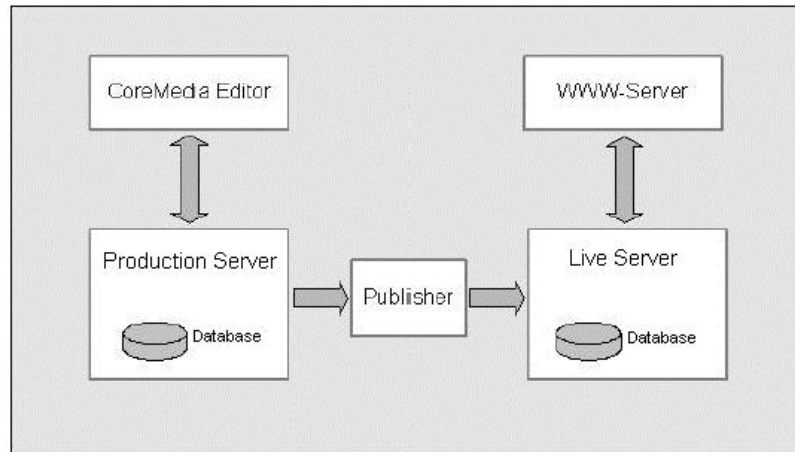 CoreMedia Editor
WWW-Server
Production Server
Database
Publisher
Live Server
Database